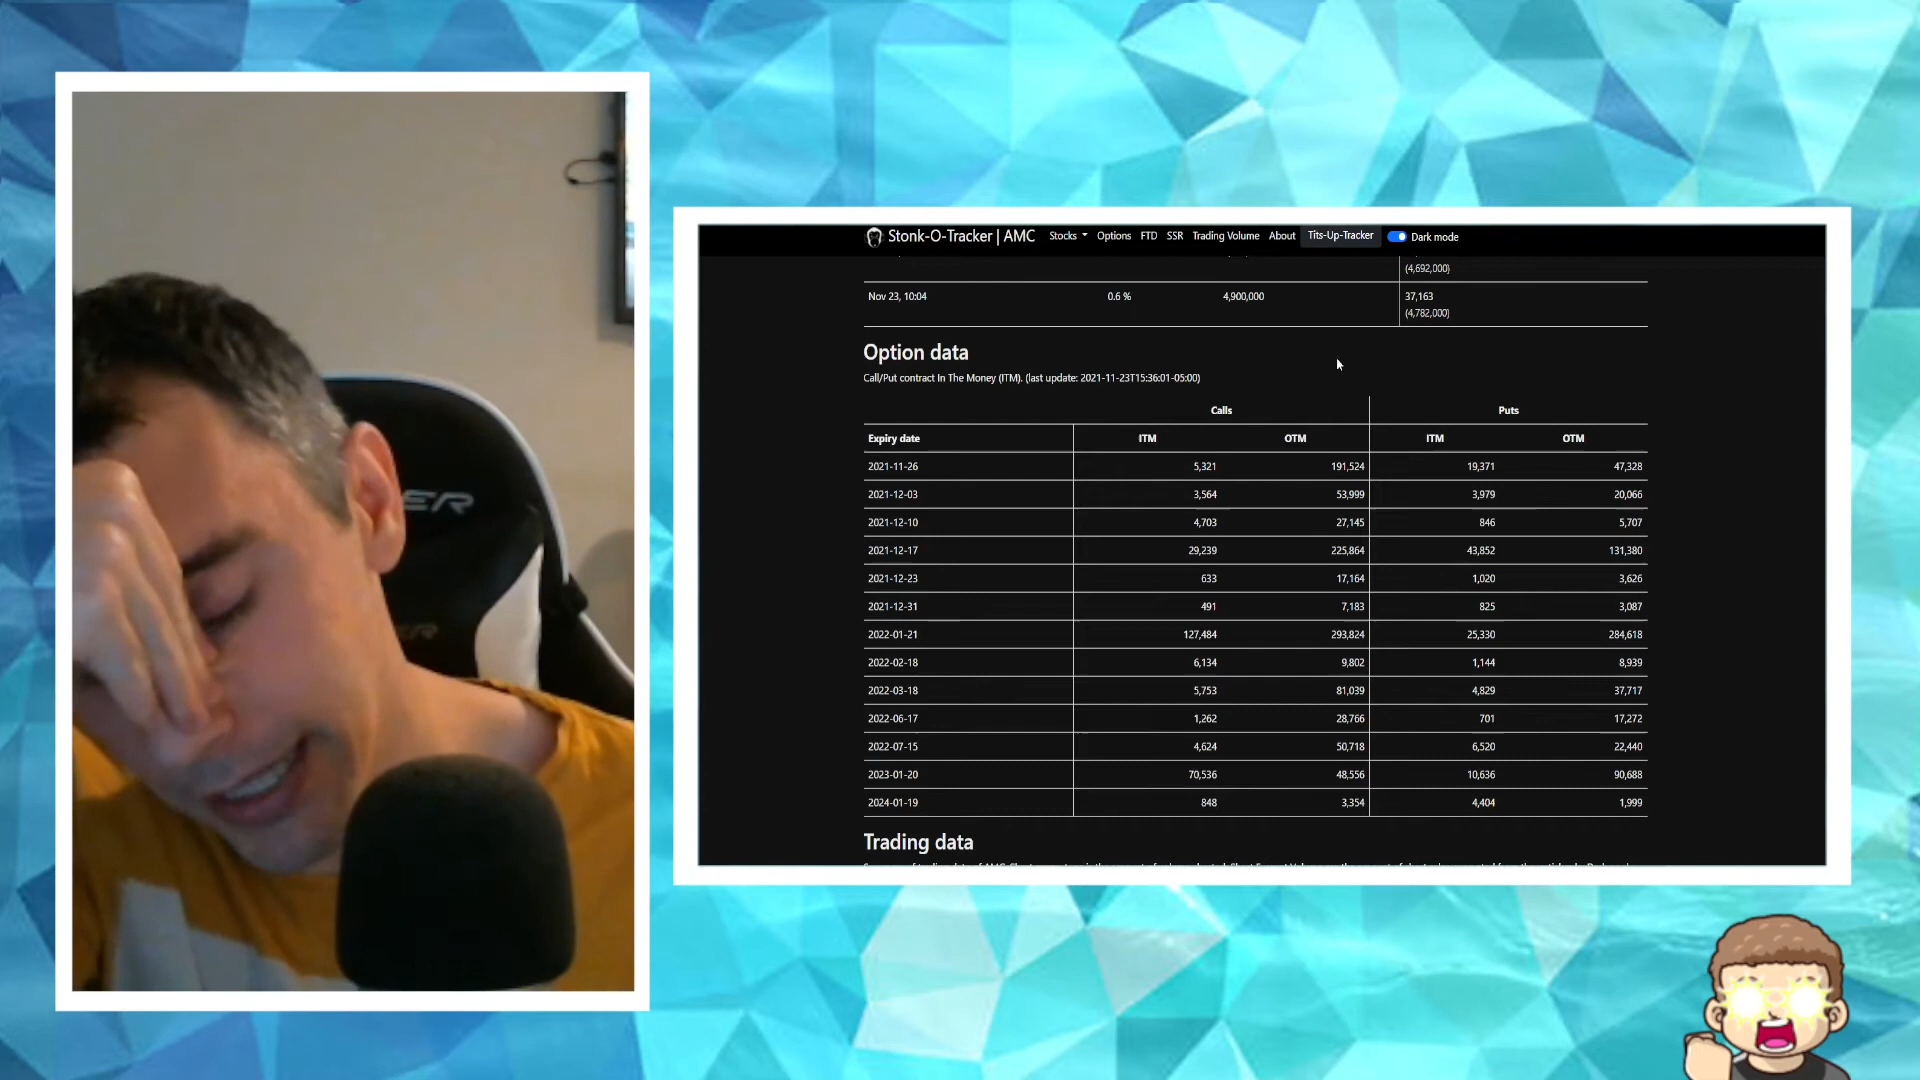 Stonk-O-Tracker | AMC Stocks Options FTD SSR Trading Volume About Tits-Up-Tracker Dark mode
(4,692,000)
Nov 23, 10:04 0.6 % 4,900,000 37,163
(4,782,000)
Option data
Call/Put contract In The Money (ITM). (last update: 2021-11-23T15:36:01-05:00)
Calls Puts
Expiry date ITM OTM ITM OTM
2021-11-26 5,321 191,524 19,371 47,328
2021-12-03 3,564 53,999 3,979 20,066
2021-12-10 4,703 27,145 846 5,707
2021-12-17 29,239 225,864 43,852 131,380
2021-12-23 633 17,164 1,020 3,626
2021-12-31 491 7,183 825 3,087
2022-01-21 127,484 293,824 25,330 284,618
2022-02-18 6,134 9,802 1,144 8,939
2022-03-18 5,753 81,039 4,829 37,717
2022-06-17 1,262 28,766 701 17,272
2022-07-15 4,624 50,718 6,520 22,440
2023-01-20 70,536 48,556 10,636 90,688
2024-01-19 848 3,354 4,404 1,999
Trading data
ER